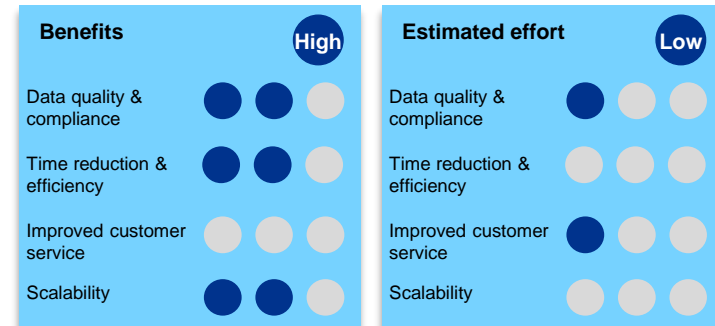 Benefits
High
Data quality &
compliance
Time reduction &
efficiency
Improved customer
service
Scalability
Estimated effort
Low
Data quality &
compliance
Time reduction &
efficiency
Improved customer
service
Scalability